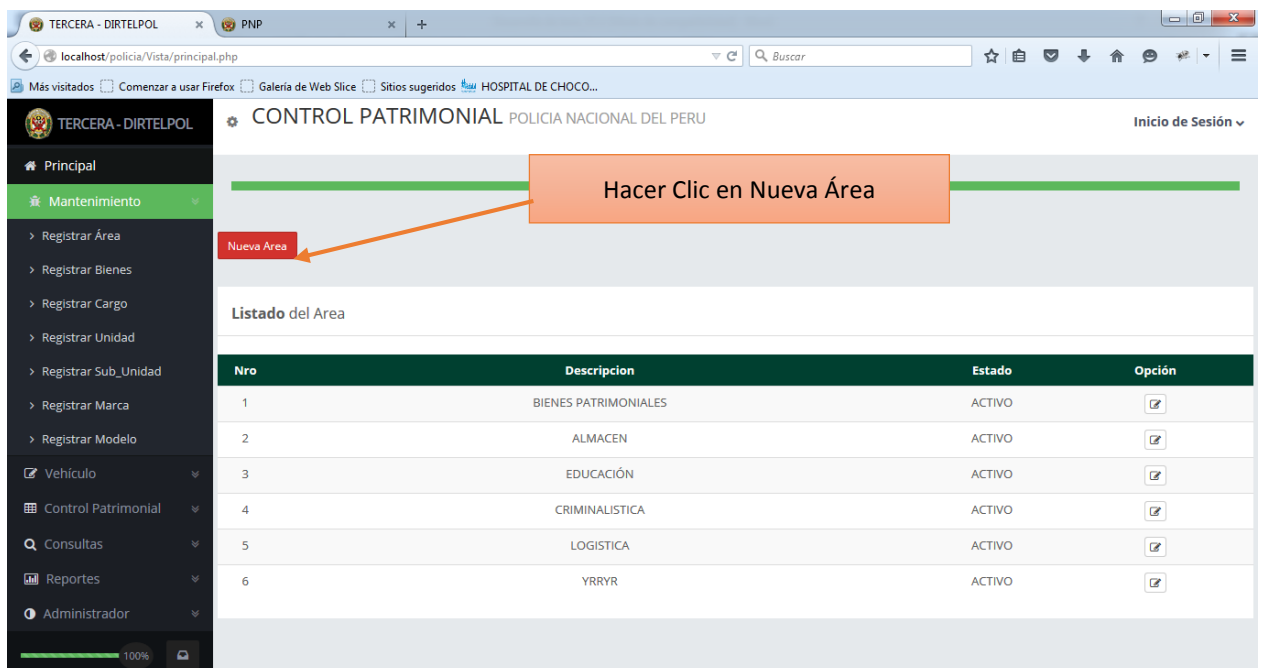 TERCERA - DIRTELPOL
PNP
localhost/policia/Vista/principal.php
Buscar
Más visitados Comenzar a usar Firefox Galería de Web Slice Sitios sugeridos HOSPITAL DE CHOCO...
TERCERA - DIRTELPOL
CONTROL PATRIMONIAL POLICIA NACIONAL DEL PERU
Inicio de Sesión
Principal
Mantenimiento
Registrar Área
Registrar Bienes
Registrar Cargo
Registrar Unidad
Registrar Sub_Unidad
Registrar Marca
Registrar Modelo
Vehículo
Control Patrimonial
Consultas
Reportes
Administrador
100%
Hacer Clic en Nueva Área
Nueva Area
Listado del Area
Nro Descripcion Estado Opción
1 BIENES PATRIMONIALES ACTIVO
2 ALMACEN ACTIVO
3 EDUCACIÓN ACTIVO
4 CRIMINALISTICA ACTIVO
5 LOGISTICA ACTIVO
6 YRRYR ACTIVO